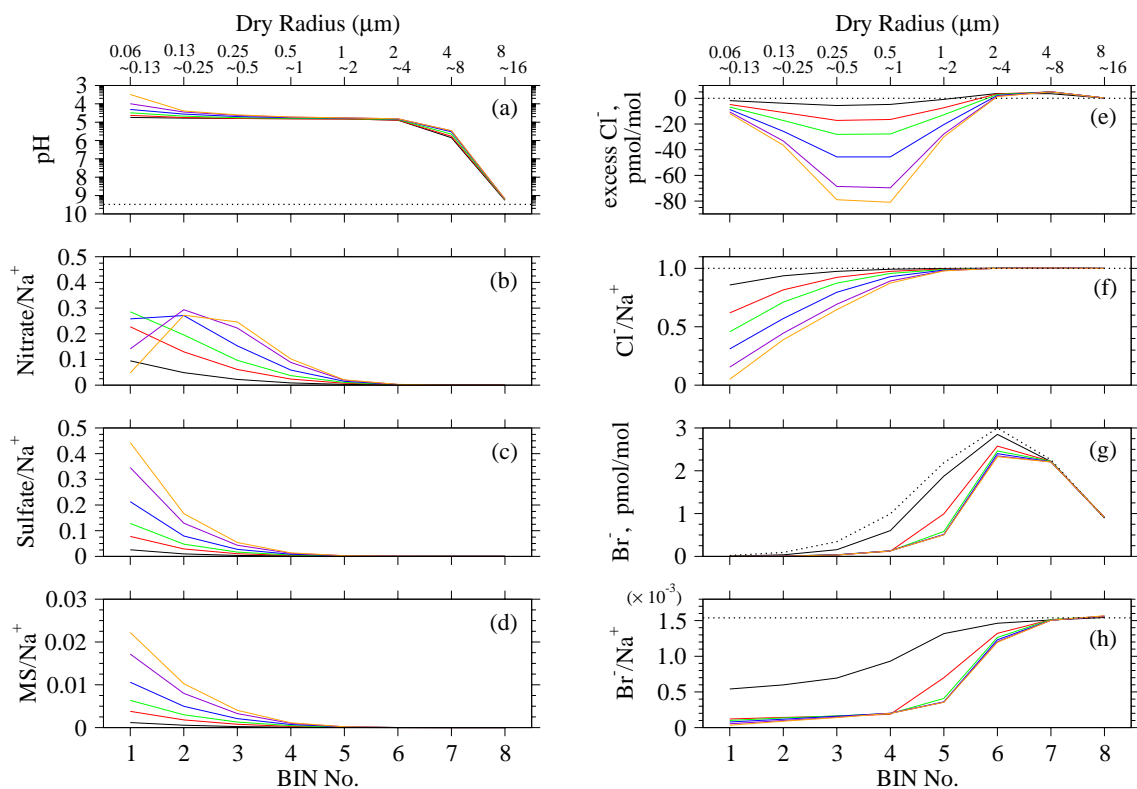 Dry Radius (µm)
0.06 0.13 0.25 0.5 1 2 4 8
~0.13 ~0.25 ~0.5 ~1 ~2 ~4 ~8 ~16
3
4
5
6
7
8
9
10
pH
(a)
0.5
0.4
0.3
0.2
0.1
0
Nitrate/Na⁺
(b)
0.5
0.4
0.3
0.2
0.1
0
Sulfate/Na⁺
(c)
0.03
0.02
0.01
0
MS/Na⁺
(d)
1 2 3 4 5 6 7 8
BIN No.
Dry Radius (µm)
0.06 0.13 0.25 0.5 1 2 4 8
~0.13 ~0.25 ~0.5 ~1 ~2 ~4 ~8 ~16
0
-20
-40
-60
-80
excess Cl⁻,
pmol/mol
(e)
1.0
0.5
0
Cl⁻/Na⁺
(f)
3
2
1
0
Br⁻, pmol/mol
(g)
(× 10⁻³)
1.5
1.0
0.5
0
Br⁻/Na⁺
(h)
1 2 3 4 5 6 7 8
BIN No.